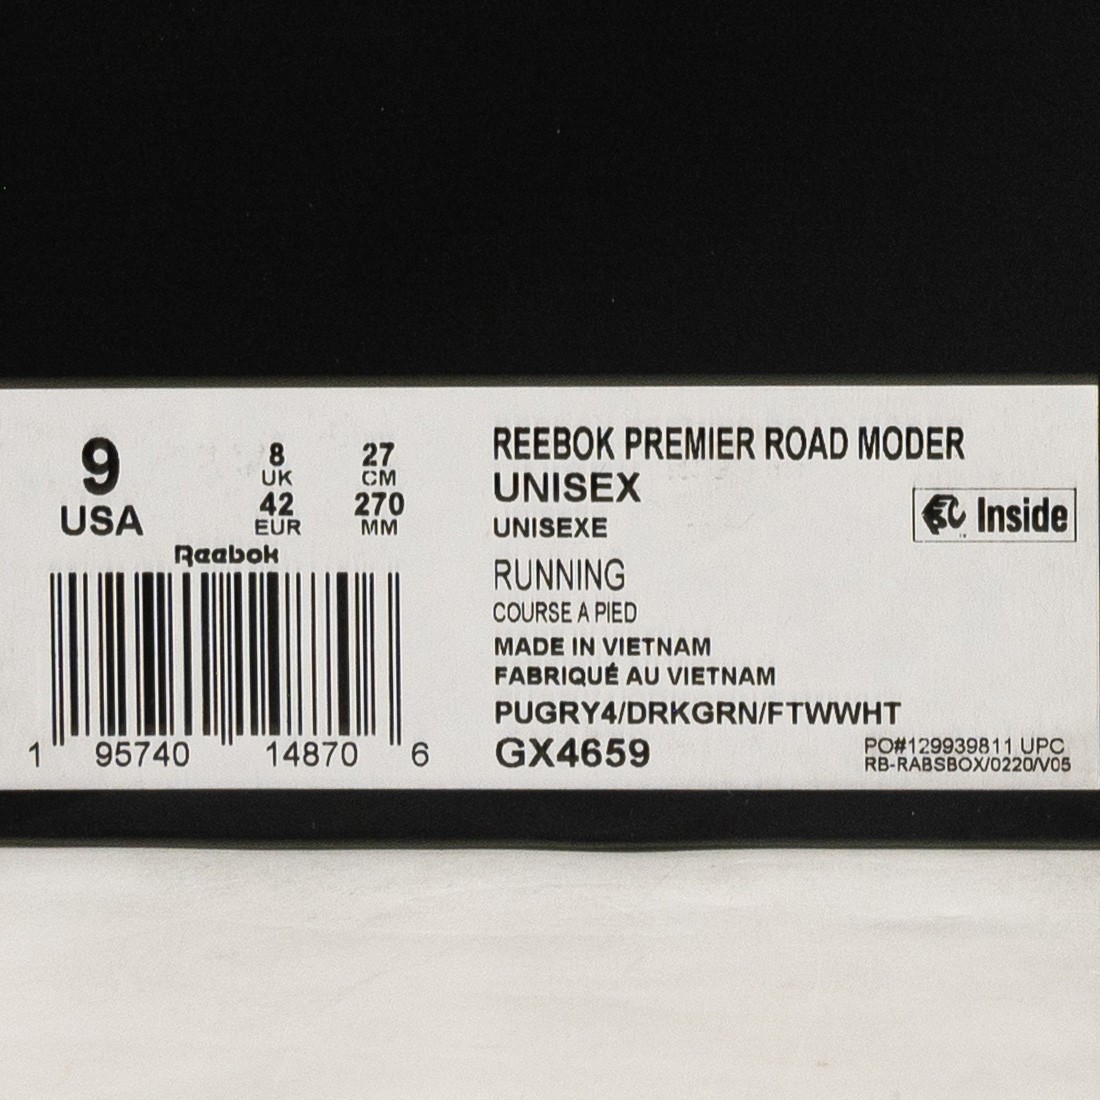 9
USA
8
UK
42
EUR
27
CM
270
MM
Reebok
1 95740 14870 6
REEBOK PREMIER ROAD MODER
UNISEX
UNISEXE
RUNNING
COURSE A PIED
MADE IN VIETNAM
FABRIQUÉ AU VIETNAM
PUGRY4/DRKGRN/FTWWHT
GX4659
Inside
PO#129939811 UPC
RB-RABSBOX/0220/V05